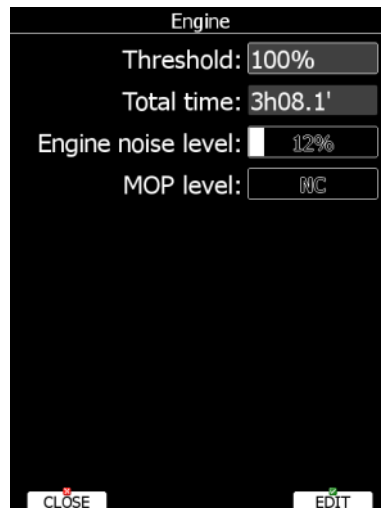 Engine
Threshold: 100%
Total time: 3h08.1'
Engine noise level: 12%
MOP level: NC
CLOSE EDIT